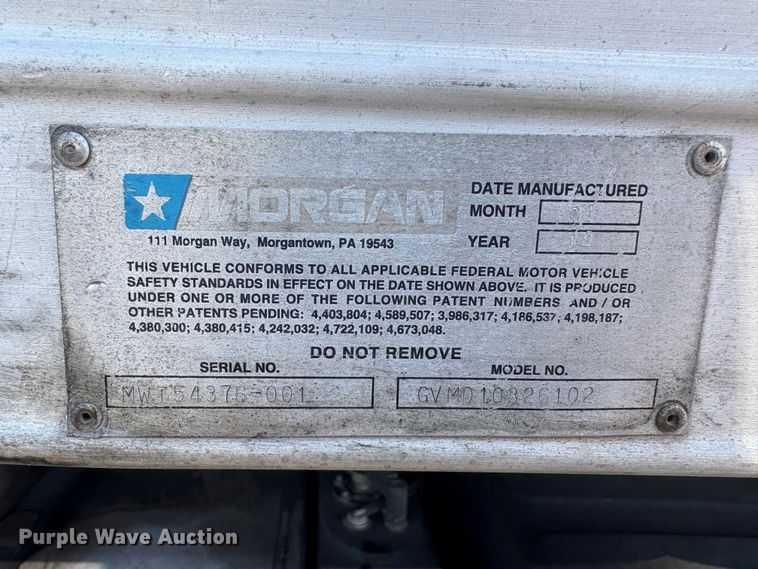 MORGAN
111 Morgan Way, Morgantown, PA 19543
DATE MANUFACTURED
MONTH
YEAR
THIS VEHICLE CONFORMS TO ALL APPLICABLE FEDERAL MOTOR VEHICLE
SAFETY STANDARDS IN EFFECT ON THE DATE SHOWN ABOVE. IT IS PRODUCED
UNDER ONE OR MORE OF THE FOLLOWING PATENT NUMBERS AND / OR
OTHER PATENTS PENDING: 4,403,804; 4,589,507; 3,986,317; 4,186,537; 4,198,187;
4,380,300; 4,380,415; 4,242,032; 4,722,109; 4,673,048.
DO NOT REMOVE
SERIAL NO.
MODEL NO.
GVMD10826102
Purple Wave Auction